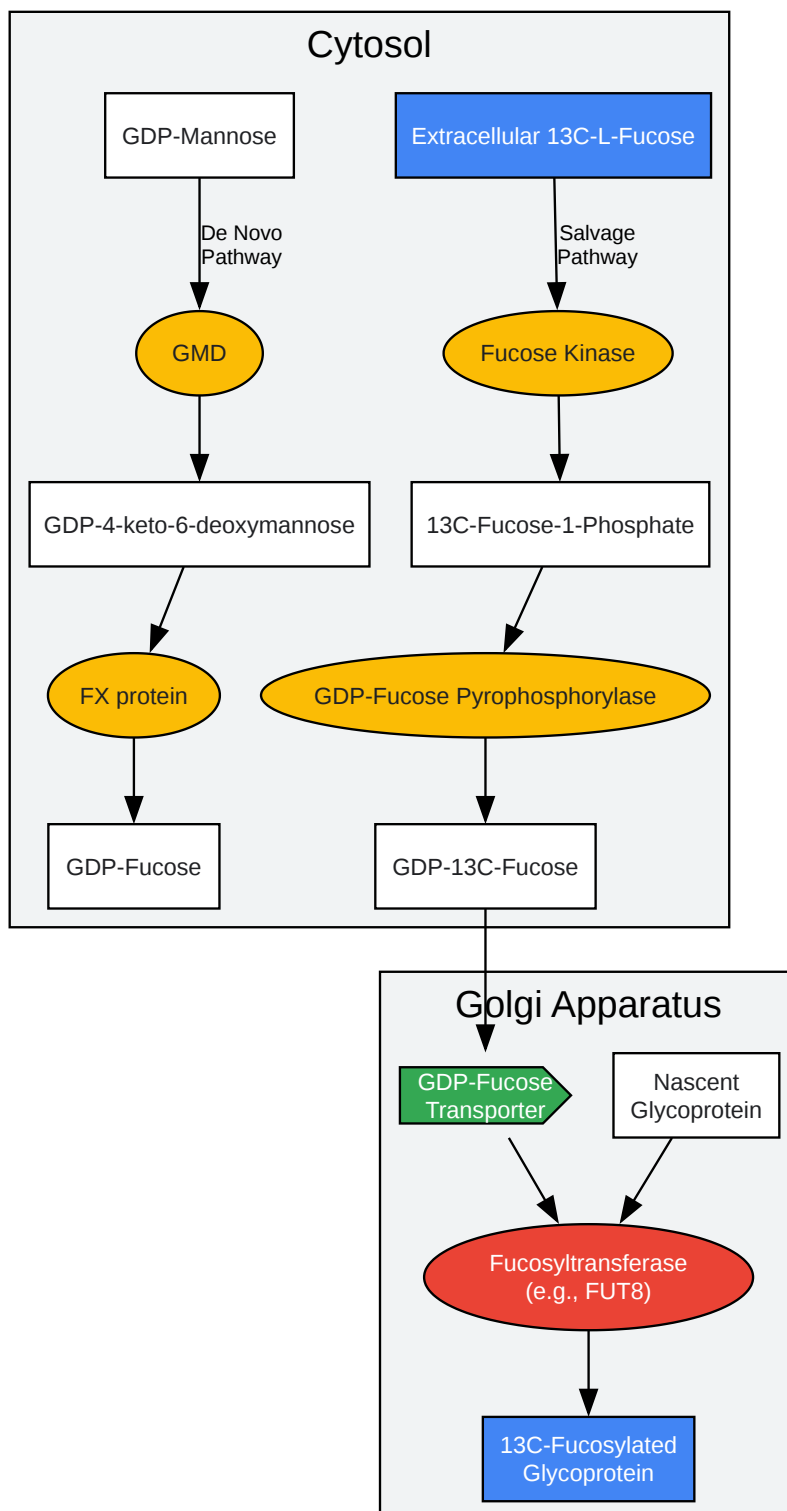 Cytosol
GDP-Mannose
Extracellular 13C-L-Fucose
De Novo
Pathway
Salvage
Pathway
GMD
Fucose Kinase
GDP-4-keto-6-deoxymannose
13C-Fucose-1-Phosphate
FX protein
GDP-Fucose Pyrophosphorylase
GDP-Fucose
GDP-13C-Fucose
Golgi Apparatus
GDP-Fucose
Transporter
Nascent
Glycoprotein
Fucosyltransferase
(e.g., FUT8)
13C-Fucosylated
Glycoprotein